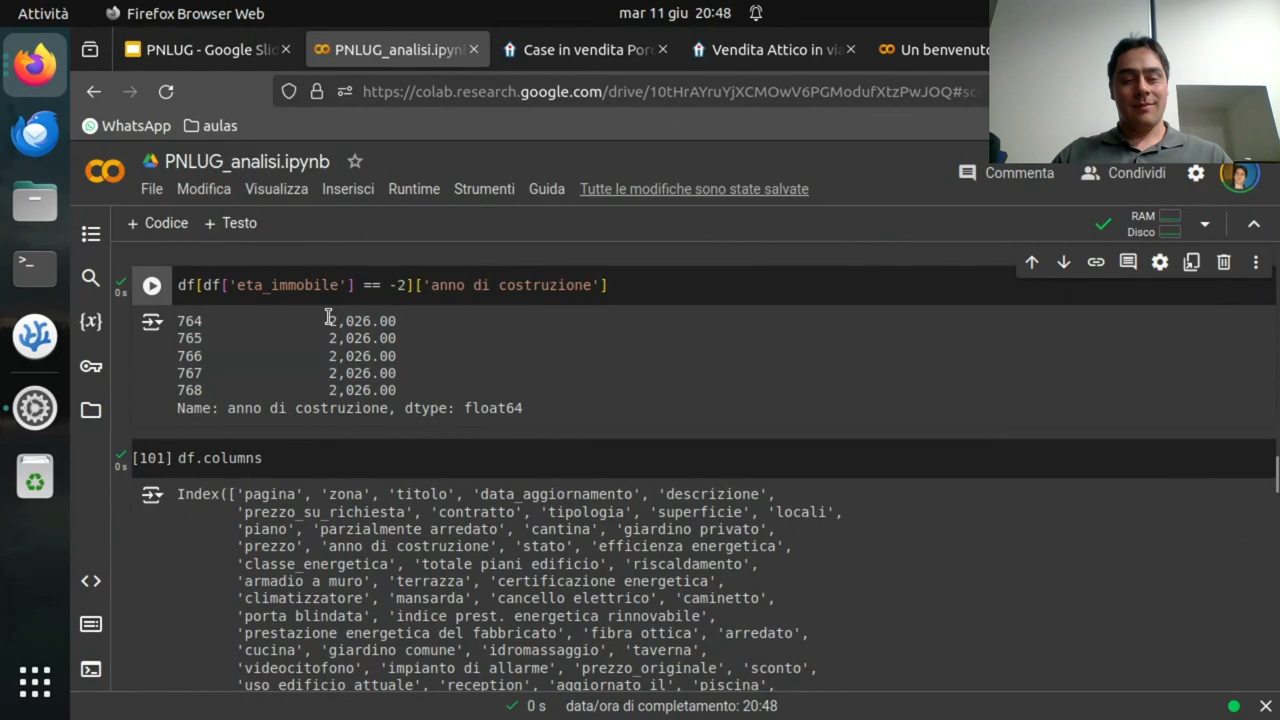 Attività
Firefox Browser Web
mar 11 giu 20:48
PNLUG - Google Slid
PNLUG_analisi.ipyn
Case in vendita Porc
Vendita Attico in via
Un benvenuto
https://colab.research.google.com/drive/10tHrAYruYjXCMOwV6PGModufXtzPwJOQ#sc
WhatsApp
aulas
PNLUG_analisi.ipynb
File Modifica Visualizza Inserisci Runtime Strumenti Guida Tutte le modifiche sono state salvate
Commenta
Condividi
+ Codice + Testo
RAM
Disco
df[df['eta_immobile'] == -2]['anno di costruzione']
0 s
764 2,026.00
765 2,026.00
766 2,026.00
767 2,026.00
768 2,026.00
Name: anno di costruzione, dtype: float64
[101] df.columns
0 s
Index(['pagina', 'zona', 'titolo', 'data_aggiornamento', 'descrizione',
'prezzo_su_richiesta', 'contratto', 'tipologia', 'superficie', 'locali',
'piano', 'parzialmente arredato', 'cantina', 'giardino privato',
'prezzo', 'anno di costruzione', 'stato', 'efficienza energetica',
'classe_energetica', 'totale piani edificio', 'riscaldamento',
'armadio a muro', 'terrazza', 'certificazione energetica',
'climatizzatore', 'mansarda', 'cancello elettrico', 'caminetto',
'porta blindata', 'indice prest. energetica rinnovabile',
'prestazione energetica del fabbricato', 'fibra ottica', 'arredato',
'cucina', 'giardino comune', 'idromassaggio', 'taverna',
'videocitofono', 'impianto di allarme', 'prezzo_originale', 'sconto',
'uso edificio attuale', 'reception', 'aggiornato il', 'piscina',
0 s data/ora di completamento: 20:48